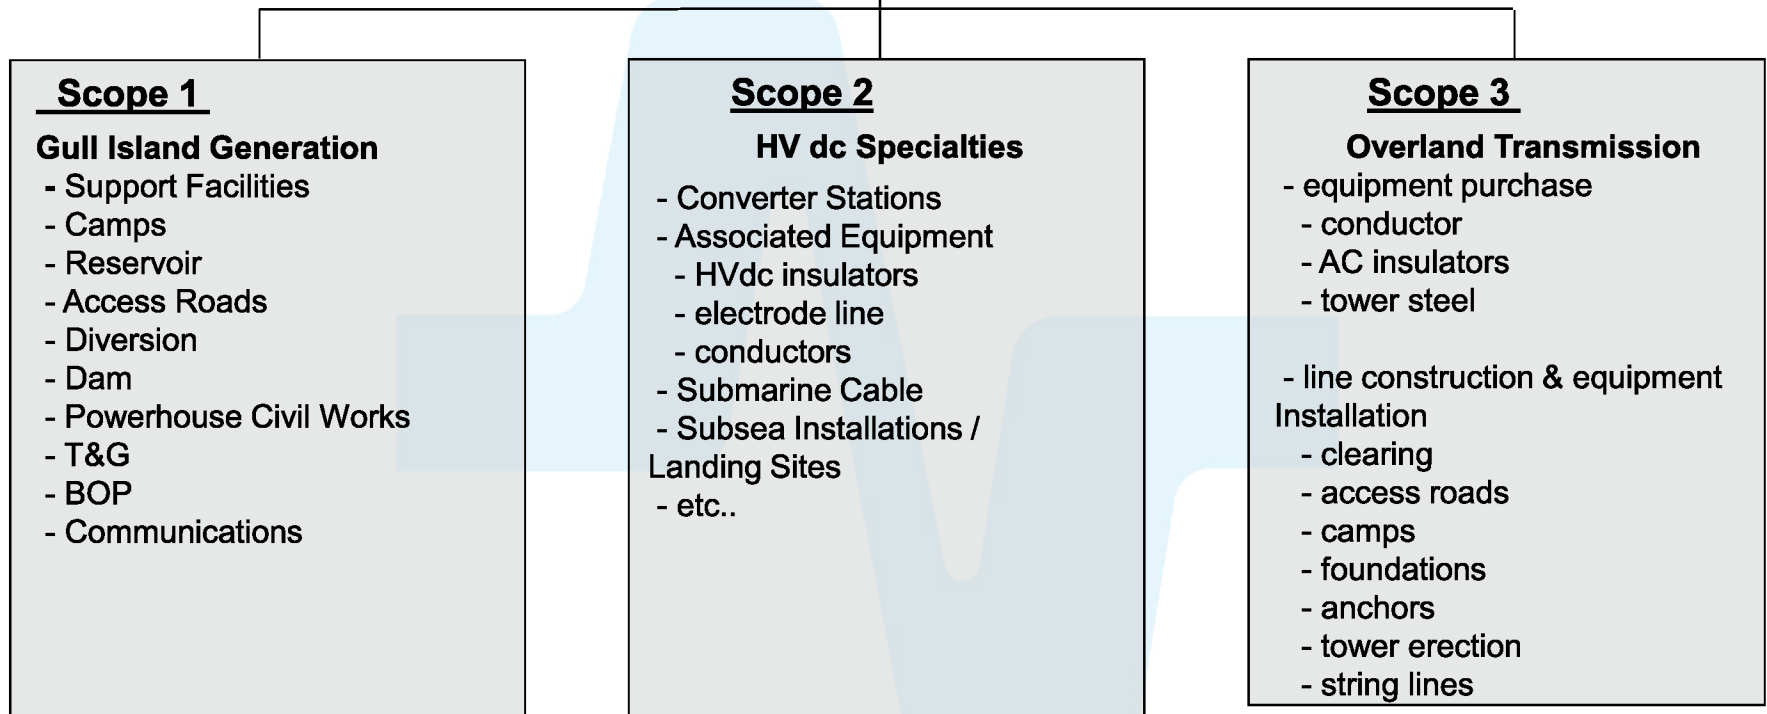 Scope 1
Gull Island Generation
- Support Facilities
- Camps
- Reservoir
- Access Roads
- Diversion
- Dam
- Powerhouse Civil Works
- T&G
- BOP
- Communications
Scope 2
HV dc Specialties
- Converter Stations
- Associated Equipment
- HVdc insulators
- electrode line
- conductors
- Submarine Cable
- Subsea Installations /
Landing Sites
- etc..
Scope 3
Overland Transmission
- equipment purchase
- conductor
- AC insulators
- tower steel
- line construction & equipment
Installation
- clearing
- access roads
- camps
- foundations
- anchors
- tower erection
- string lines